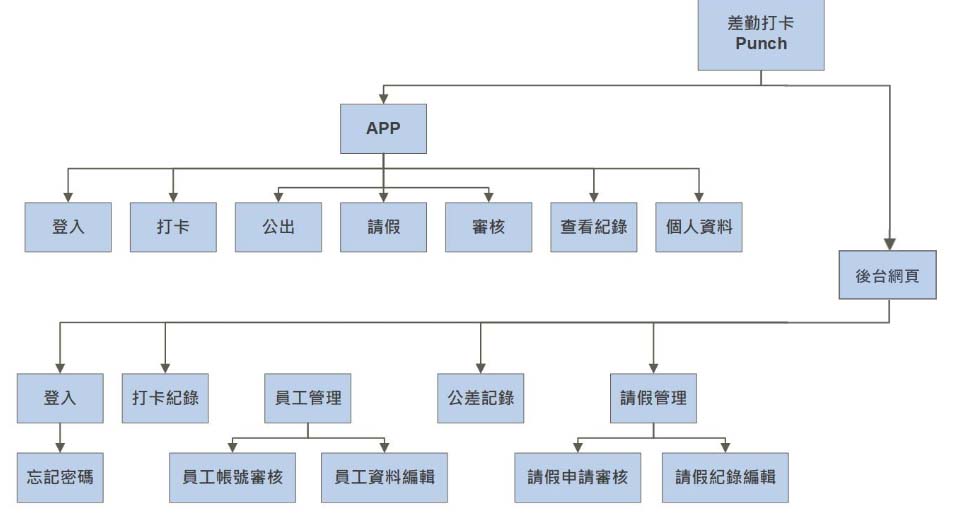 差勤打卡
Punch
APP
登入
打卡
公出
請假
審核
查看紀錄
個人資料
後台網頁
登入
打卡紀錄
員工管理
公差記錄
請假管理
忘記密碼
員工帳號審核
員工資料編輯
請假申請審核
請假紀錄編輯